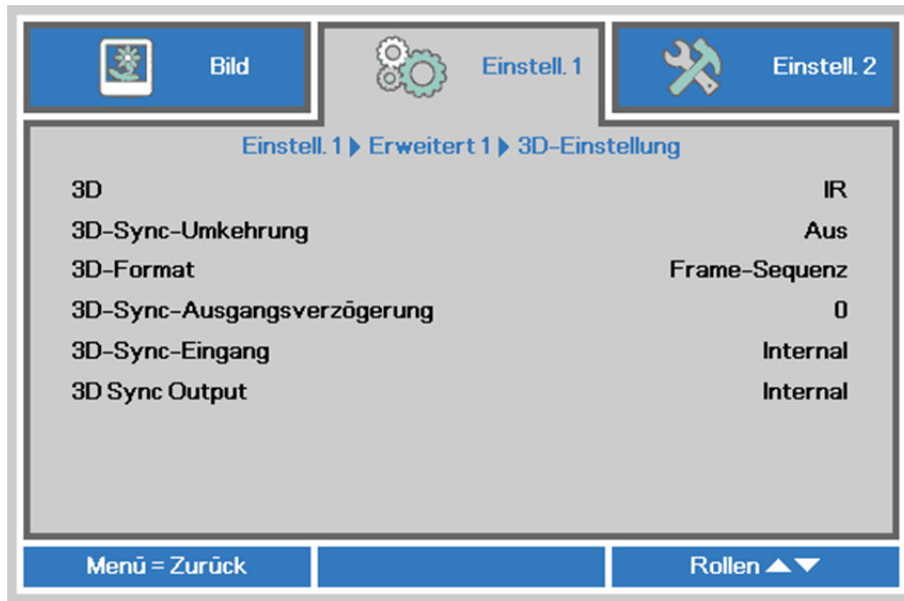 Bild
Einstell. 1
Einstell. 2
Einstell. 1 ▶ Erweitert 1 ▶ 3D-Einstellung
3D IR
3D-Sync-Umkehrung Aus
3D-Format Frame-Sequenz
3D-Sync-Ausgangsverzögerung 0
3D-Sync-Eingang Internal
3D Sync Output Internal
Menü = Zurück
Rollen ▲▼